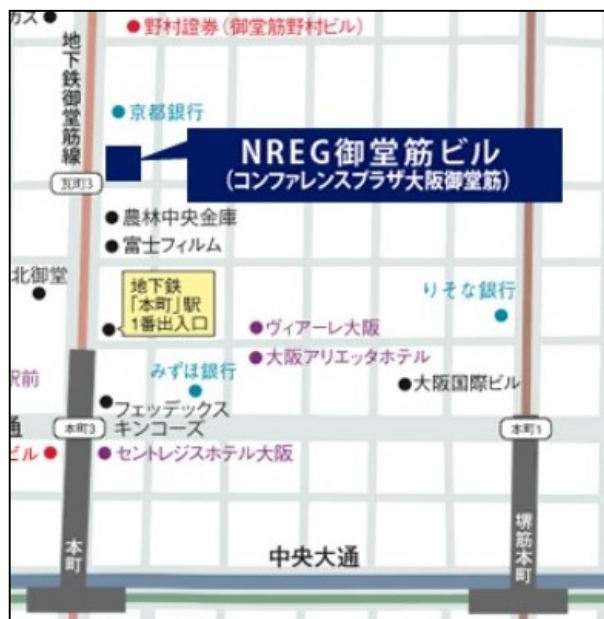 ガス
野村證券(御堂筋野村ビル)
地下鉄御堂筋線
京都銀行
NREG御堂筋ビル
(コンファレンスプラザ大阪御堂筋)
瓦町3
農林中央金庫
富士フィルム
北御堂
地下鉄
「本町」駅
1番出入口
りそな銀行
ヴィアーレ大阪
大阪アリエッタホテル
駅前
みずほ銀行
大阪国際ビル
フェッデックス
キンコーズ
通
本町3
本町1
ビル
セントレジスホテル大阪
本町
堺筋本町
中央大通